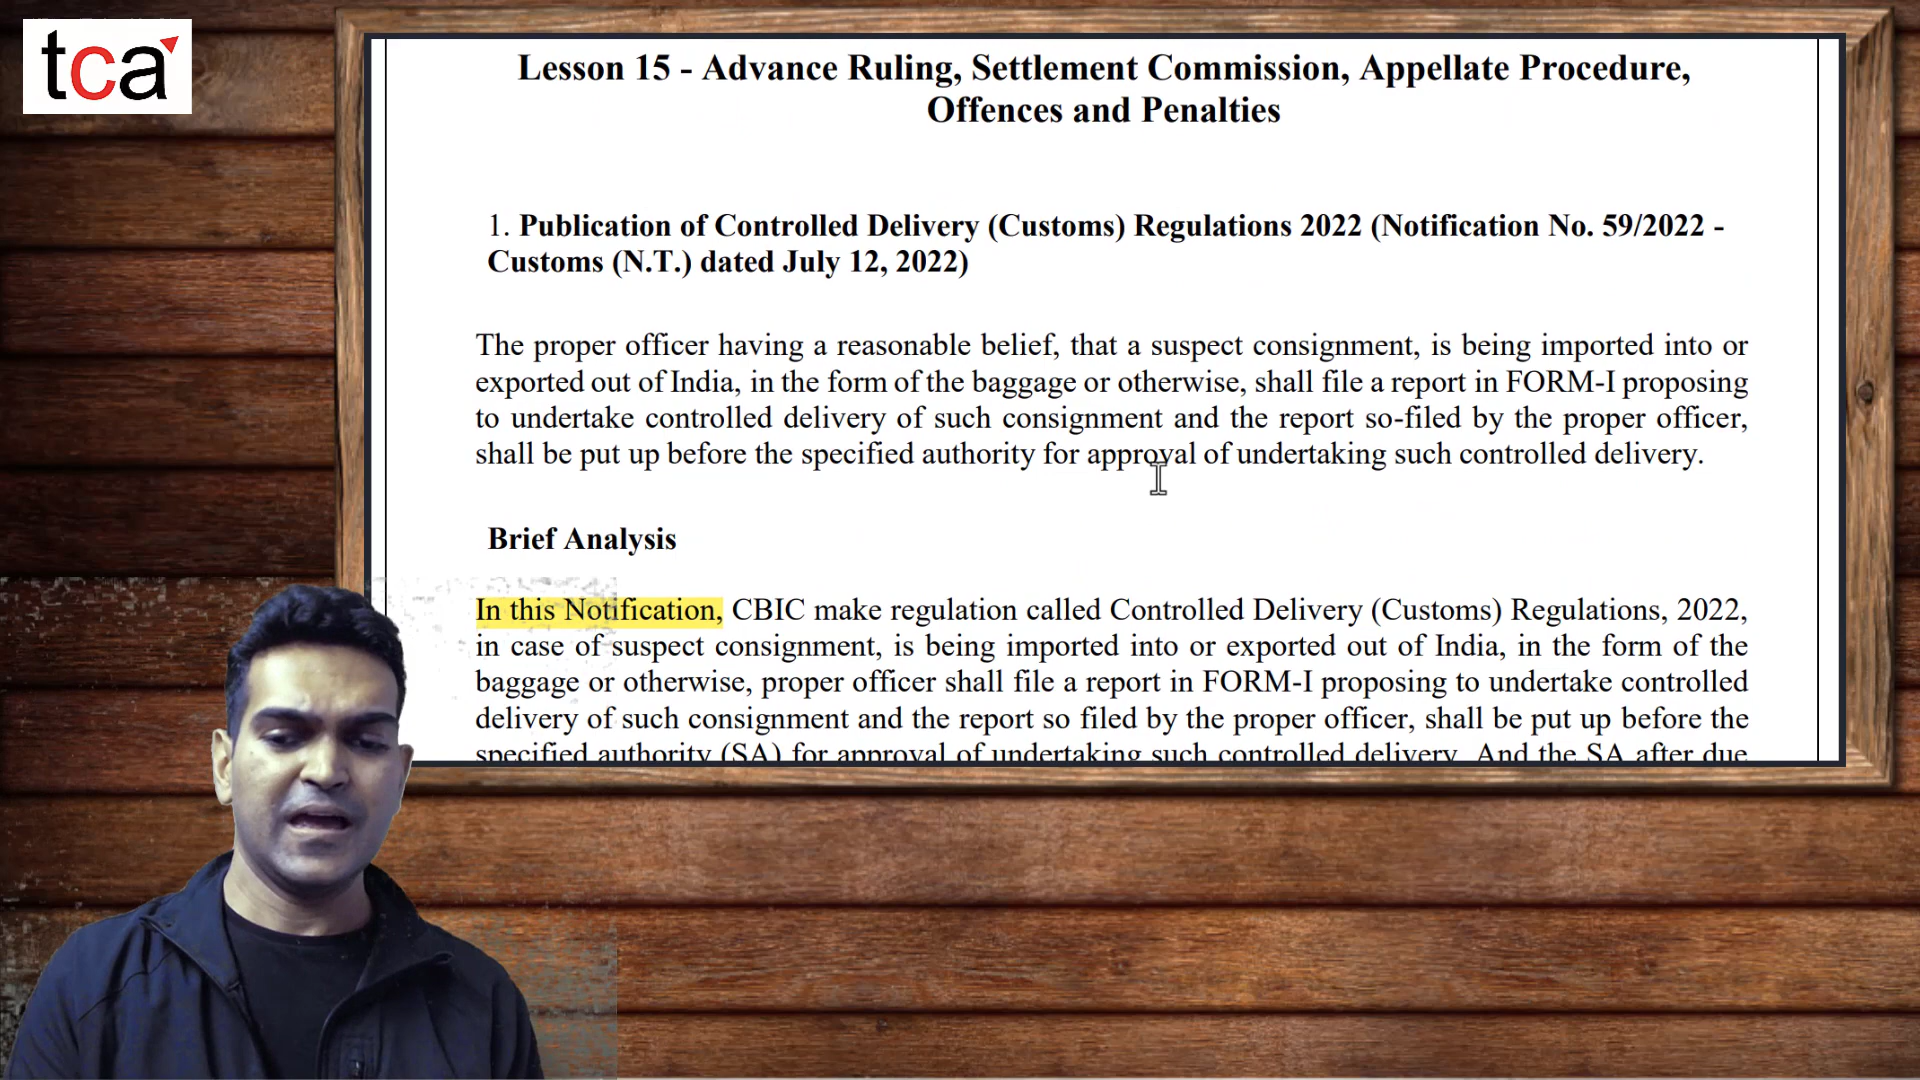 tca
Lesson 15 - Advance Ruling, Settlement Commission, Appellate Procedure,
Offences and Penalties
1. Publication of Controlled Delivery (Customs) Regulations 2022 (Notification No. 59/2022 -
Customs (N.T.) dated July 12, 2022)
The proper officer having a reasonable belief, that a suspect consignment, is being imported into or
exported out of India, in the form of the baggage or otherwise, shall file a report in FORM-I proposing
to undertake controlled delivery of such consignment and the report so-filed by the proper officer,
shall be put up before the specified authority for approval of undertaking such controlled delivery.
Brief Analysis
In this Notification, CBIC make regulation called Controlled Delivery (Customs) Regulations, 2022,
in case of suspect consignment, is being imported into or exported out of India, in the form of the
baggage or otherwise, proper officer shall file a report in FORM-I proposing to undertake controlled
delivery of such consignment and the report so filed by the proper officer, shall be put up before the
specified authority (SA) for approval of undertaking such controlled delivery. And the SA after due